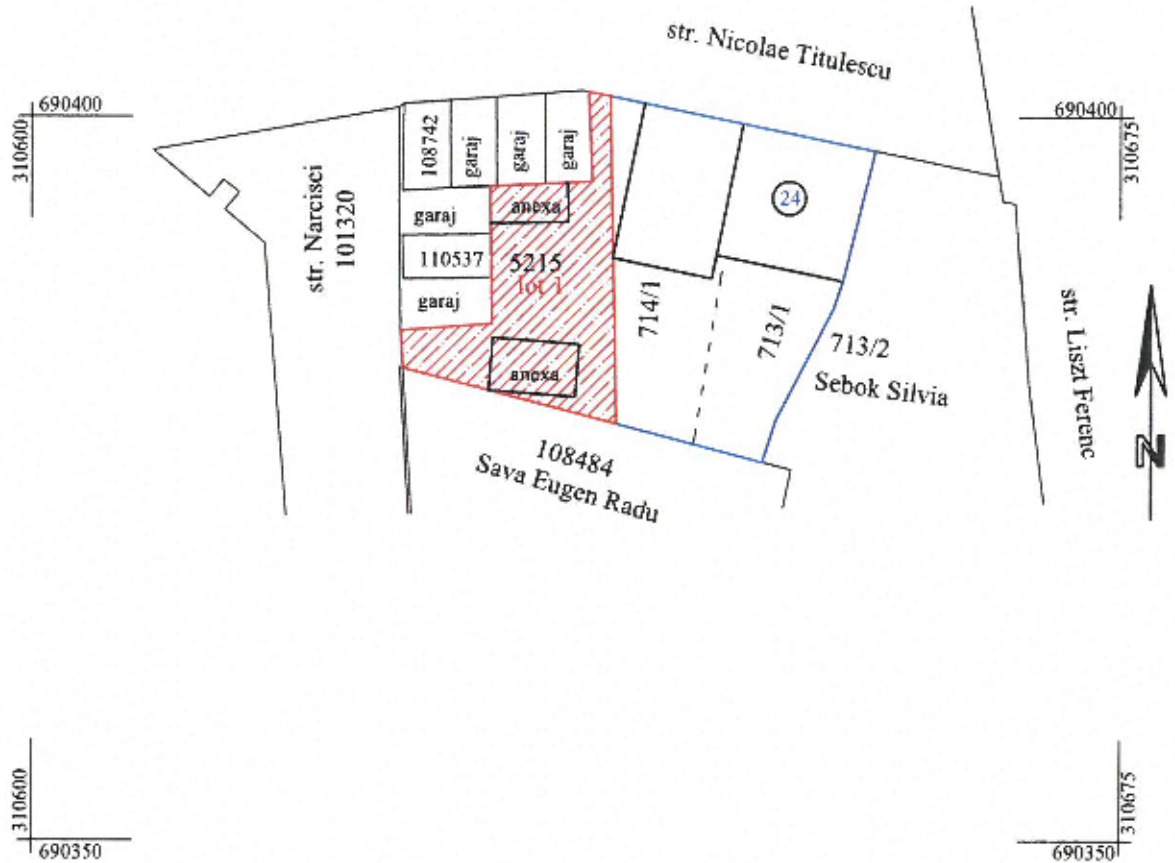 str. Nicolae Titulescu
690400
310600
690400
310675
108742
garaj
garaj
garaj
str. Narcisei
101320
garaj
anexa
24
110537
5215
lot 1
garaj
714/1
713/1
713/2
Sebok Silvia
str. Liszt Ferenc
anexa
N
108484
Sava Eugen Radu
310600
690350
310675
690350